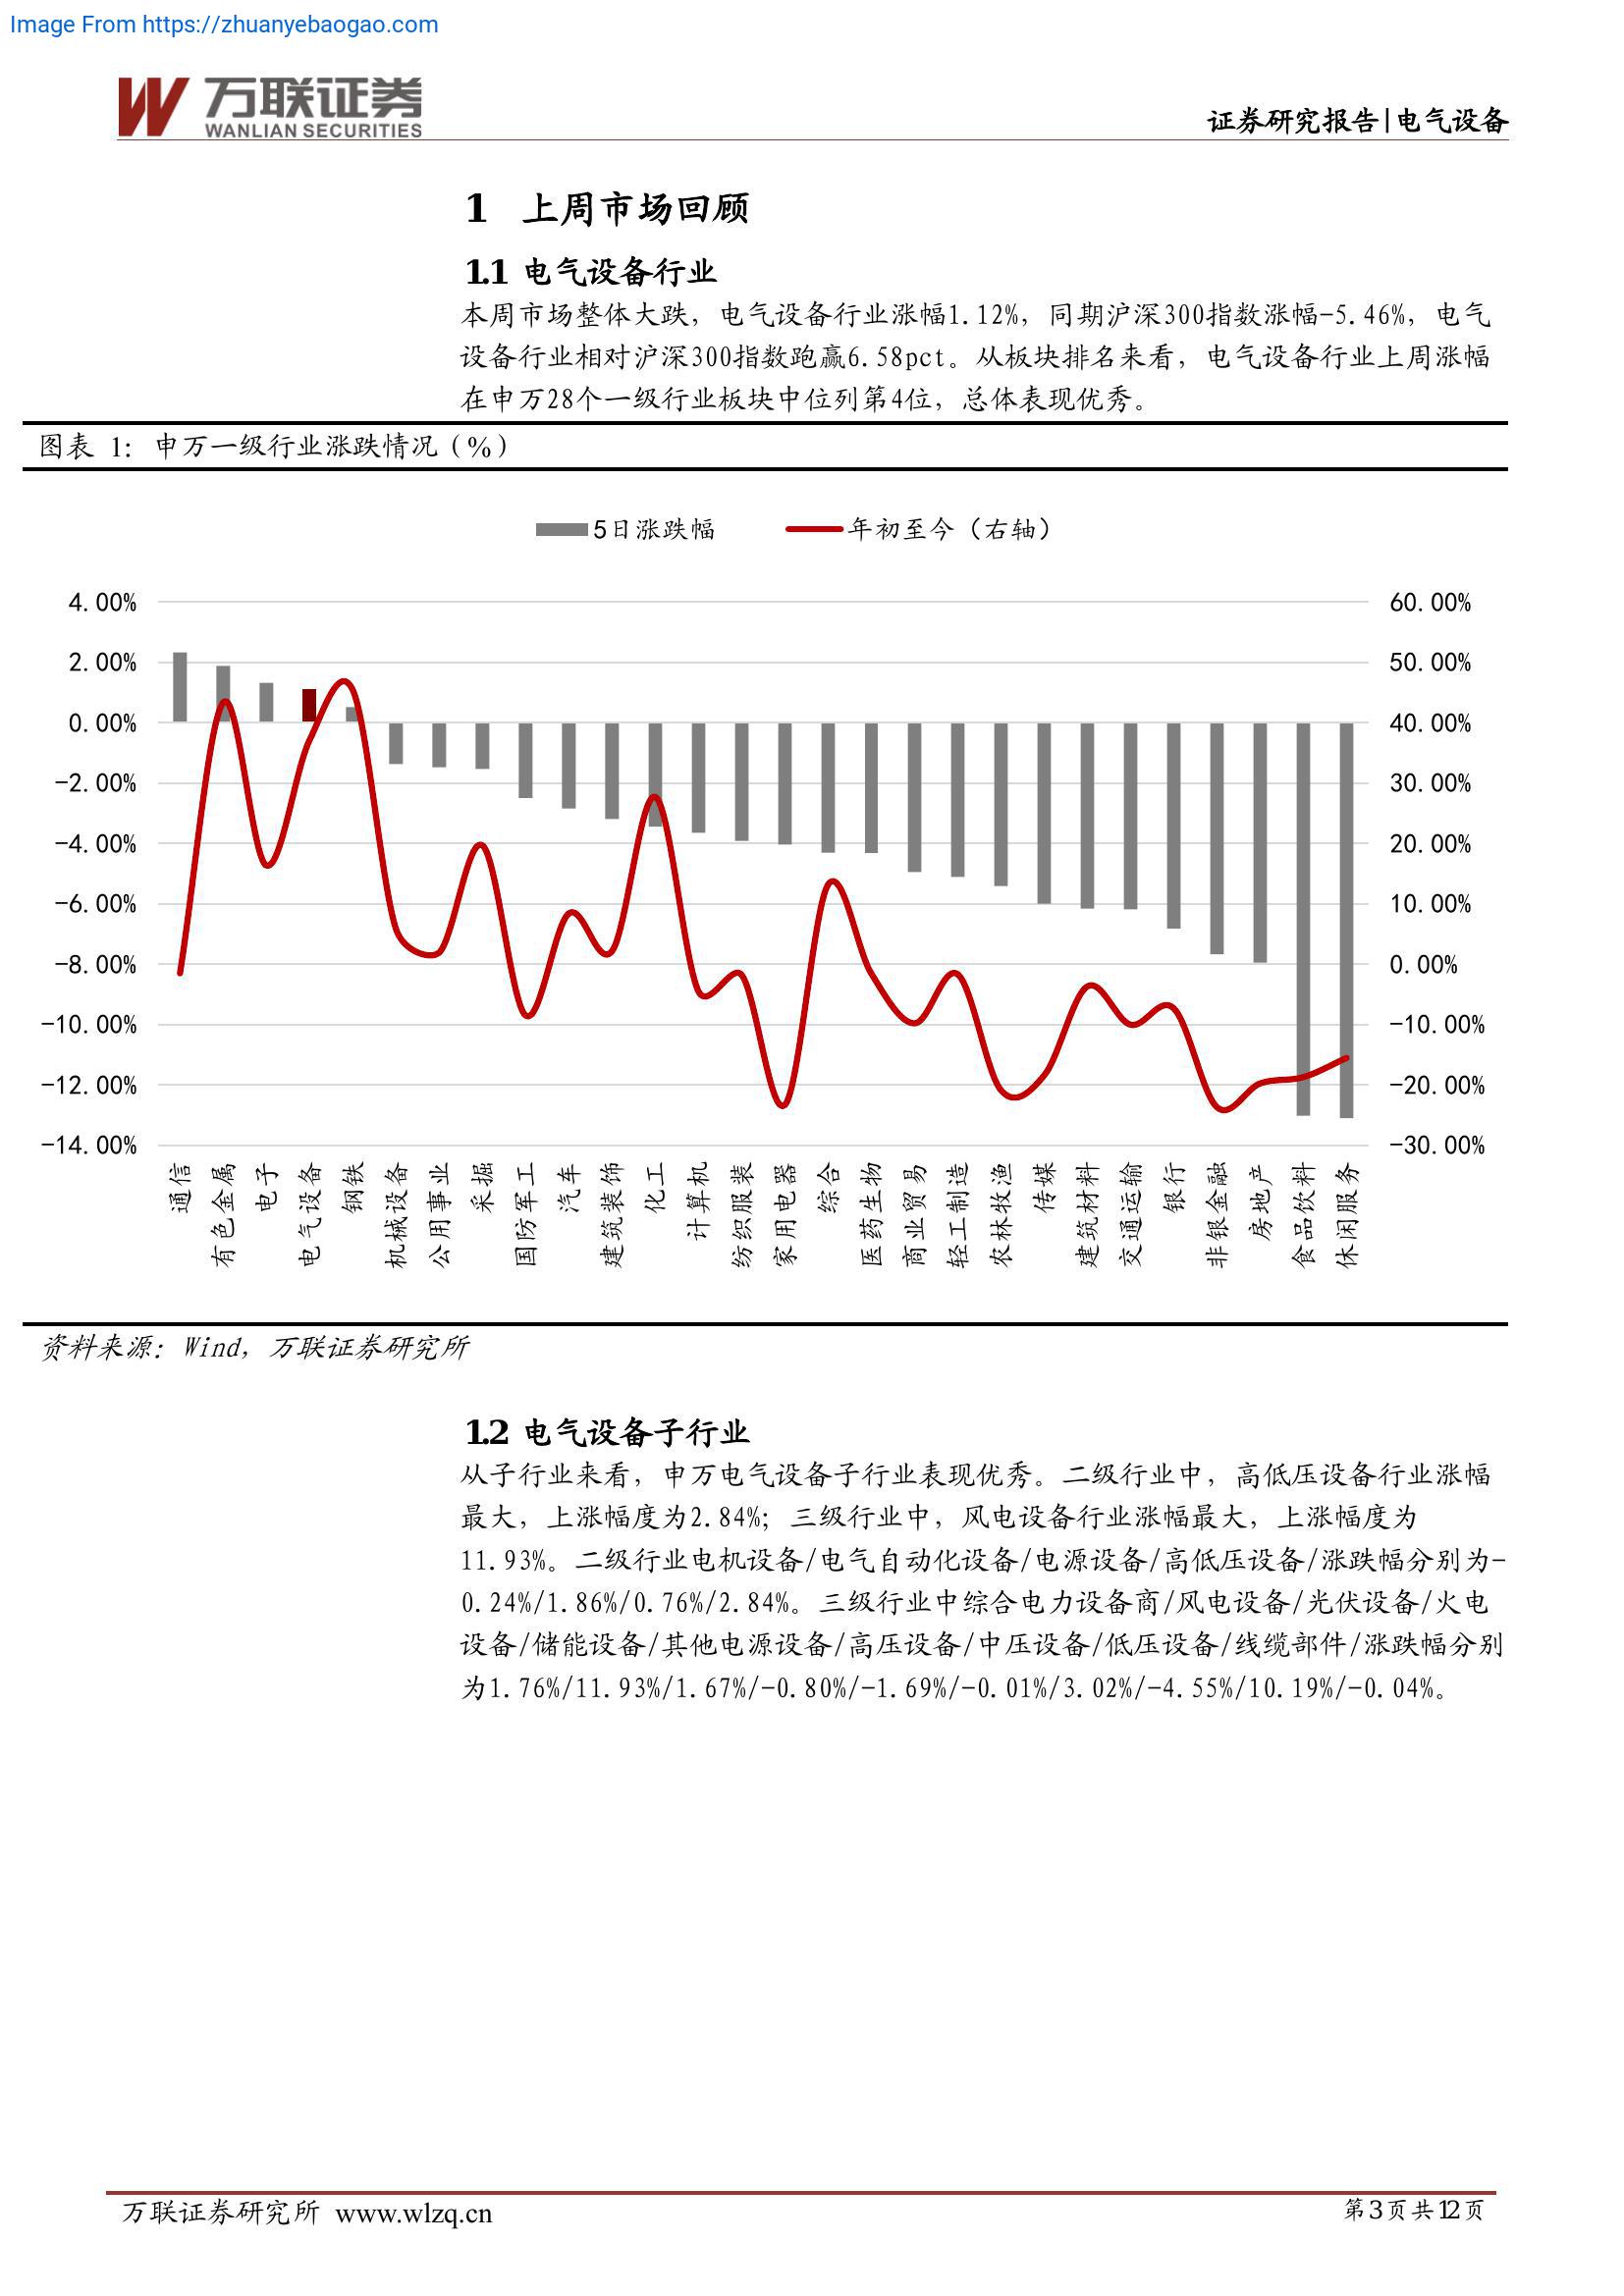 Image From https://zhuanyebaogao.com
万联证券
WANLIAN SECURITIES
证券研究报告|电气设备
1 上周市场回顾
1.1 电气设备行业
本周市场整体大跌，电气设备行业涨幅1.12%，同期沪深300指数涨幅-5.46%，电气
设备行业相对沪深300指数跑赢6.58pct。从板块排名来看，电气设备行业上周涨幅
在申万28个一级行业板块中位列第4位，总体表现优秀。
图表 1：申万一级行业涨跌情况（%）
5日涨跌幅 年初至今（右轴）
4.00% 60.00%
2.00% 50.00%
0.00% 40.00%
-2.00% 30.00%
-4.00% 20.00%
-6.00% 10.00%
-8.00% 0.00%
-10.00% -10.00%
-12.00% -20.00%
-14.00% -30.00%
通信
有色金属
电子
电气设备
钢铁
机械设备
公用事业
采掘
国防军工
汽车
建筑装饰
化工
计算机
纺织服装
家用电器
综合
医药生物
商业贸易
轻工制造
农林牧渔
传媒
建筑材料
交通运输
银行
非银金融
房地产
食品饮料
休闲服务
资料来源：Wind，万联证券研究所
1.2 电气设备子行业
从子行业来看，申万电气设备子行业表现优秀。二级行业中，高低压设备行业涨幅
最大，上涨幅度为2.84%；三级行业中，风电设备行业涨幅最大，上涨幅度为
11.93%。二级行业电机设备/电气自动化设备/电源设备/高低压设备/涨跌幅分别为-
0.24%/1.86%/0.76%/2.84%。三级行业中综合电力设备商/风电设备/光伏设备/火电
设备/储能设备/其他电源设备/高压设备/中压设备/低压设备/线缆部件/涨跌幅分别
为1.76%/11.93%/1.67%/-0.80%/-1.69%/-0.01%/3.02%/-4.55%/10.19%/-0.04%。
万联证券研究所 www.wlzq.cn 第3页共12页